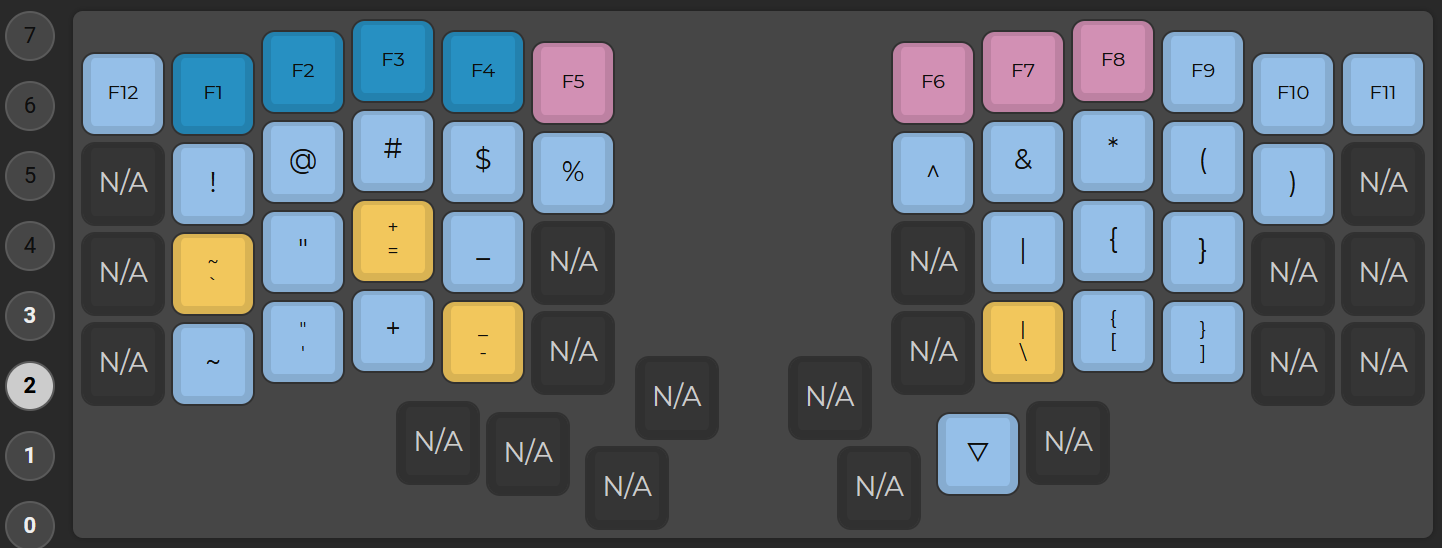 7
6
5
4
3
2
1
0
F12 F1 F2 F3 F4 F5 F6 F7 F8 F9 F10 F11
N/A ! @ # $ % ^ & * ( ) N/A
N/A ~ ` " + = _ N/A N/A | { } N/A N/A
N/A ~ " ' + _ - N/A N/A | \ { [ } ] N/A N/A
N/A N/A N/A N/A N/A N/A ▽ N/A